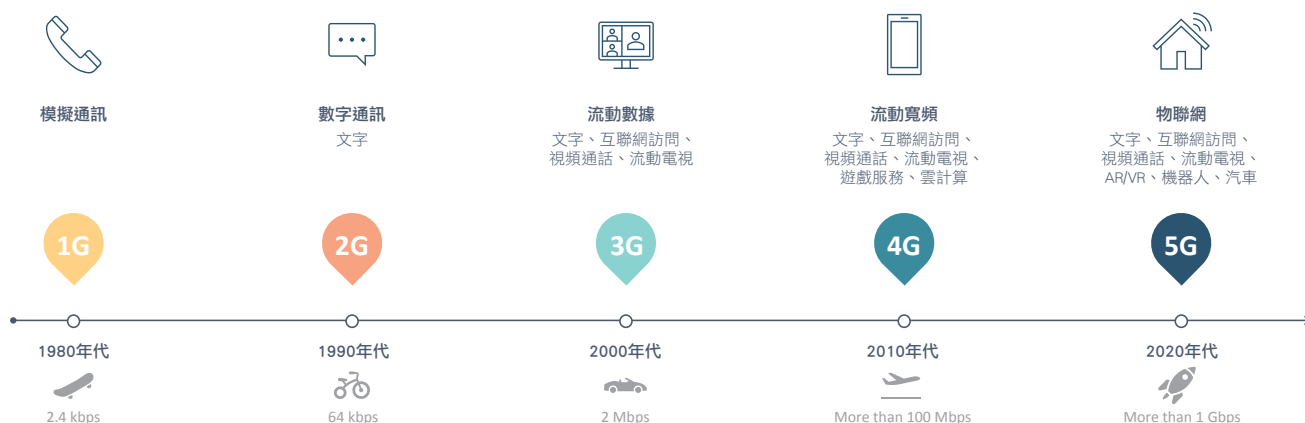 模擬通訊
數字通訊
文字
流動數據
文字、互聯網訪問、
視頻通話、流動電視
流動寬頻
文字、互聯網訪問、
視頻通話、流動電視、
遊戲服務、雲計算
物聯網
文字、互聯網訪問、
視頻通話、流動電視、
AR/VR、機器人、汽車
1G
2G
3G
4G
5G
1980年代
1990年代
2000年代
2010年代
2020年代
2.4 kbps
64 kbps
2 Mbps
More than 100 Mbps
More than 1 Gbps